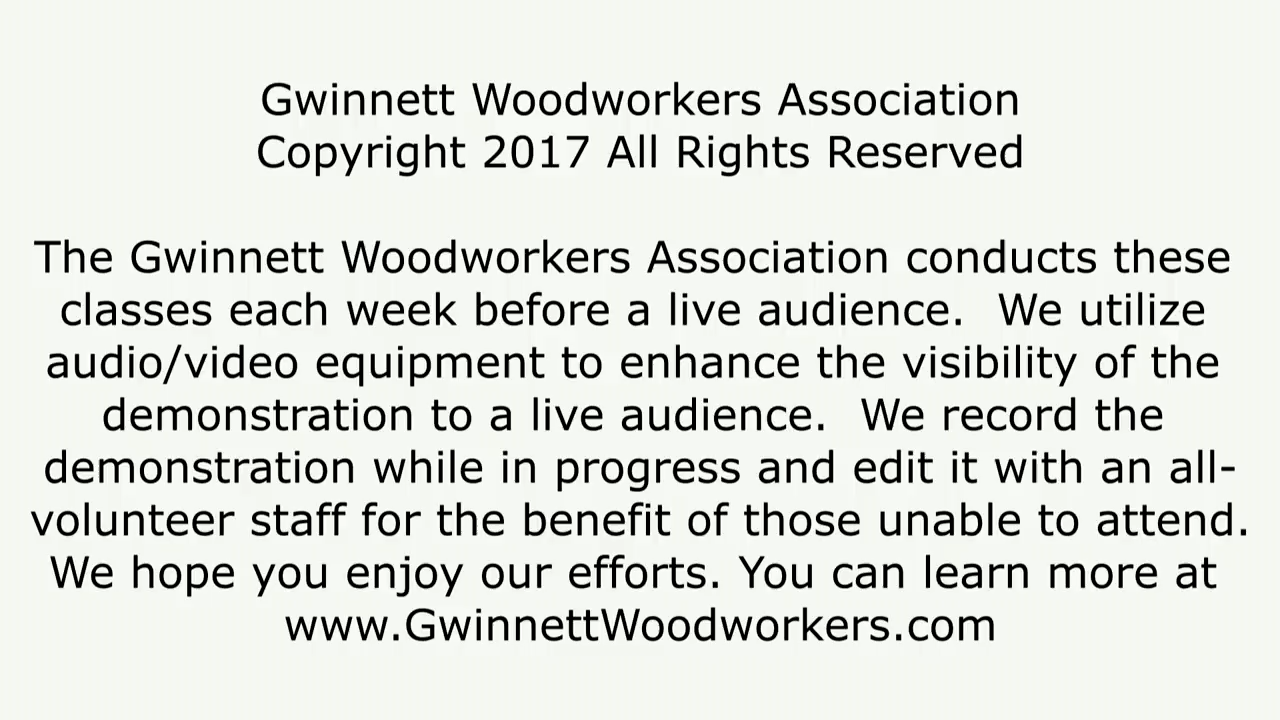 Gwinnett Woodworkers Association
Copyright 2017 All Rights Reserved
The Gwinnett Woodworkers Association conducts these
classes each week before a live audience.  We utilize
audio/video equipment to enhance the visibility of the
demonstration to a live audience.  We record the
demonstration while in progress and edit it with an all-
volunteer staff for the benefit of those unable to attend.
We hope you enjoy our efforts. You can learn more at
www.GwinnettWoodworkers.com